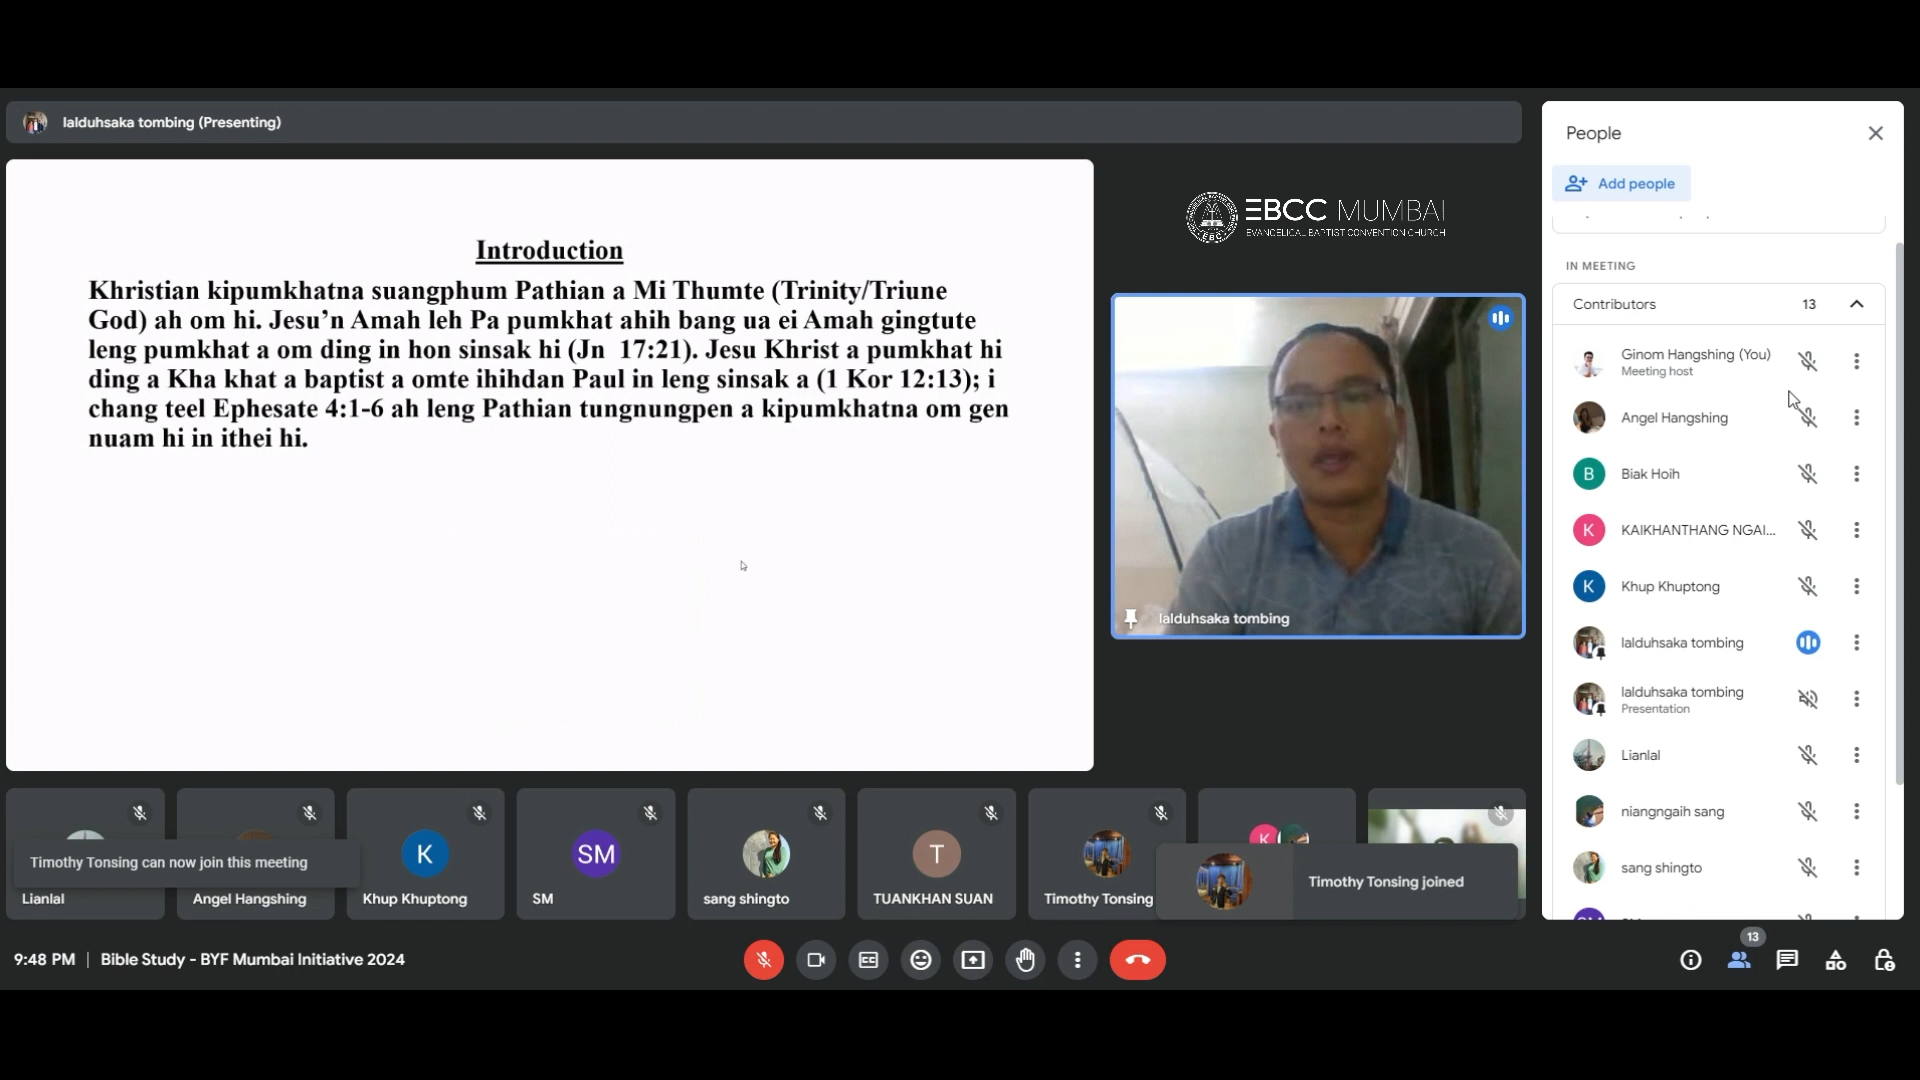 lalduhsaka tombing (Presenting)
Introduction
Khristian kipumkhatna suangphum Pathian a Mi Thumte (Trinity/Triune
God) ah om hi. Jesu’n Amah leh Pa pumkhat ahih bang ua ei Amah gingtute
leng pumkhat a om ding in hon sinsak hi (Jn  17:21). Jesu Khrist a pumkhat hi
ding a Kha khat a baptist a omte ihihdan Paul in leng sinsak a (1 Kor 12:13); i
chang teel Ephesate 4:1-6 ah leng Pathian tungnungpen a kipumkhatna om gen
nuam hi in ithei hi.
EBCC MUMBAI
EVANGELICAL BAPTIST CONVENTION CHURCH
EBC
lalduhsaka tombing
People
Add people
IN MEETING
Contributors 13
Ginom Hangshing (You)
Meeting host
Angel Hangshing
B Biak Hoih
K KAIKHANTHANG NGAI...
K Khup Khuptong
lalduhsaka tombing
lalduhsaka tombing
Presentation
Lianlal
niangngaih sang
sang shingto
Timothy Tonsing can now join this meeting
Lianlal
Angel Hangshing
K
Khup Khuptong
SM
SM
sang shingto
T
TUANKHAN SUAN
Timothy Tonsing
K
Timothy Tonsing joined
9:48 PM | Bible Study - BYF Mumbai Initiative 2024
13